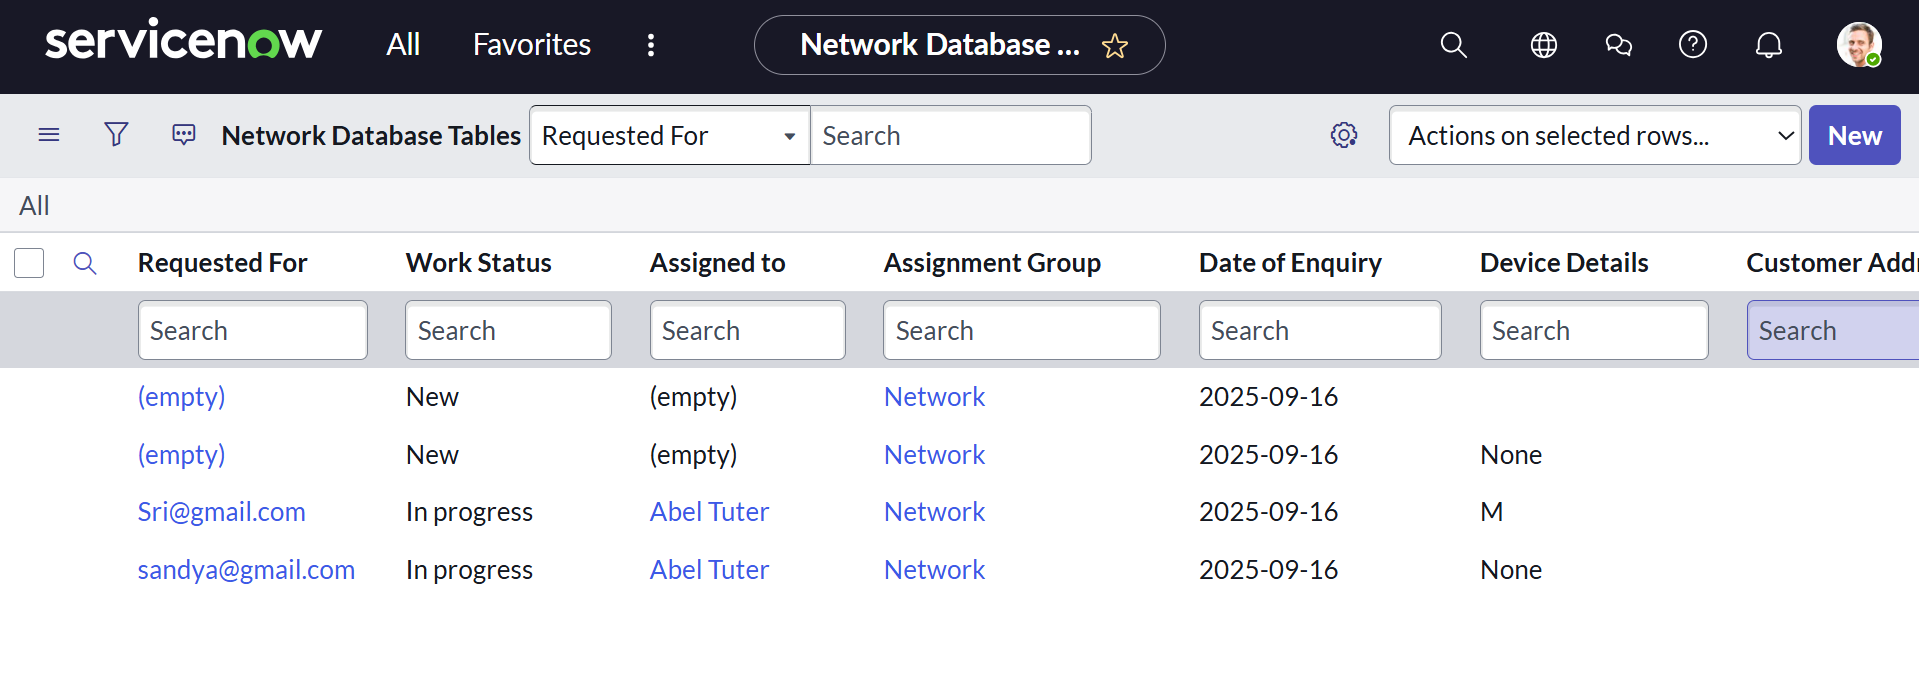 servicenow All Favorites Network Database ...
Network Database Tables Requested For Search Actions on selected rows... New
All
Requested For Work Status Assigned to Assignment Group Date of Enquiry Device Details Customer Add
Search Search Search Search Search Search Search
(empty) New (empty) Network 2025-09-16
(empty) New (empty) Network 2025-09-16 None
Sri@gmail.com In progress Abel Tuter Network 2025-09-16 M
sandya@gmail.com In progress Abel Tuter Network 2025-09-16 None